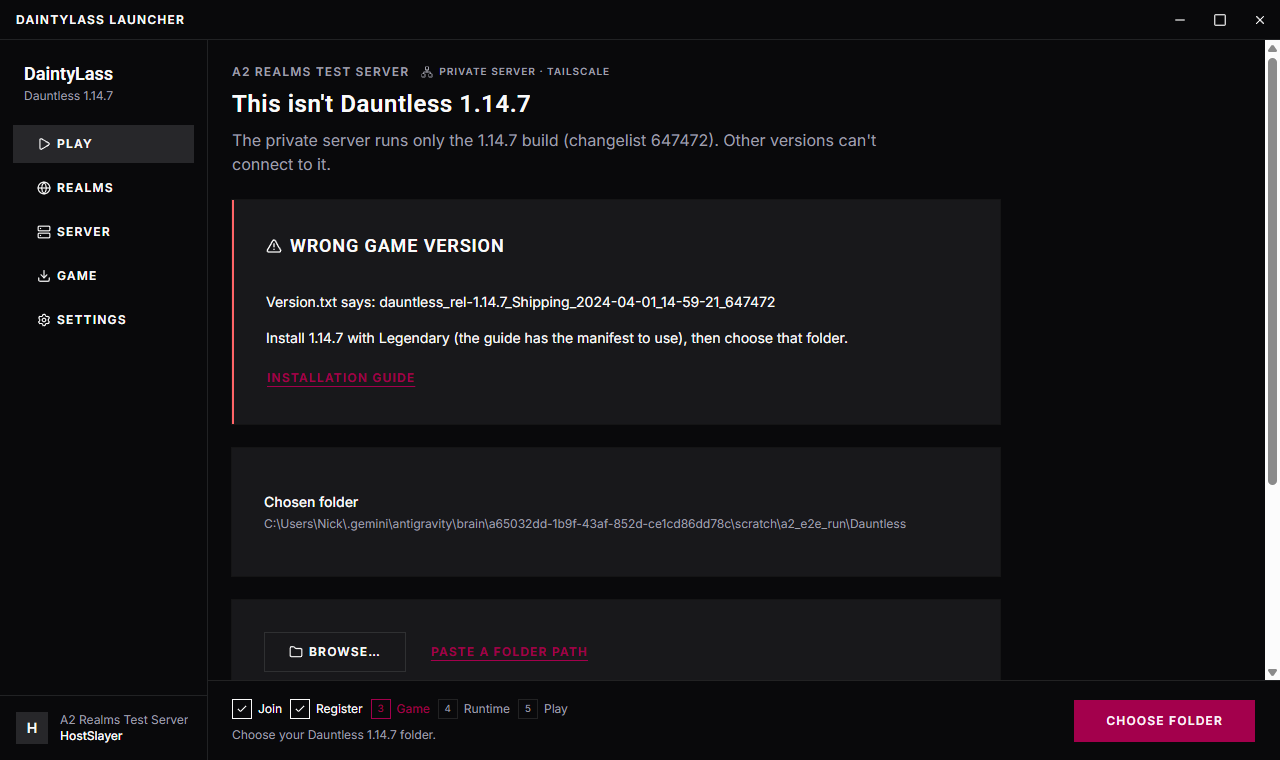 DAINTYLASS LAUNCHER
DaintyLass
Dauntless 1.14.7
PLAY
REALMS
SERVER
GAME
SETTINGS
A2 Realms Test Server
H
HostSlayer
A2 REALMS TEST SERVER PRIVATE SERVER · TAILSCALE
This isn't Dauntless 1.14.7
The private server runs only the 1.14.7 build (changelist 647472). Other versions can't
connect to it.
WRONG GAME VERSION
Version.txt says: dauntless_rel-1.14.7_Shipping_2024-04-01_14-59-21_647472
Install 1.14.7 with Legendary (the guide has the manifest to use), then choose that folder.
INSTALLATION GUIDE
Chosen folder
C:\Users\Nick\.gemini\antigravity\brain\a65032dd-1b9f-43af-852d-ce1cd86dd78c\scratch\a2_e2e_run\Dauntless
BROWSE... PASTE A FOLDER PATH
Join Register 3 Game 4 Runtime 5 Play
Choose your Dauntless 1.14.7 folder.
CHOOSE FOLDER